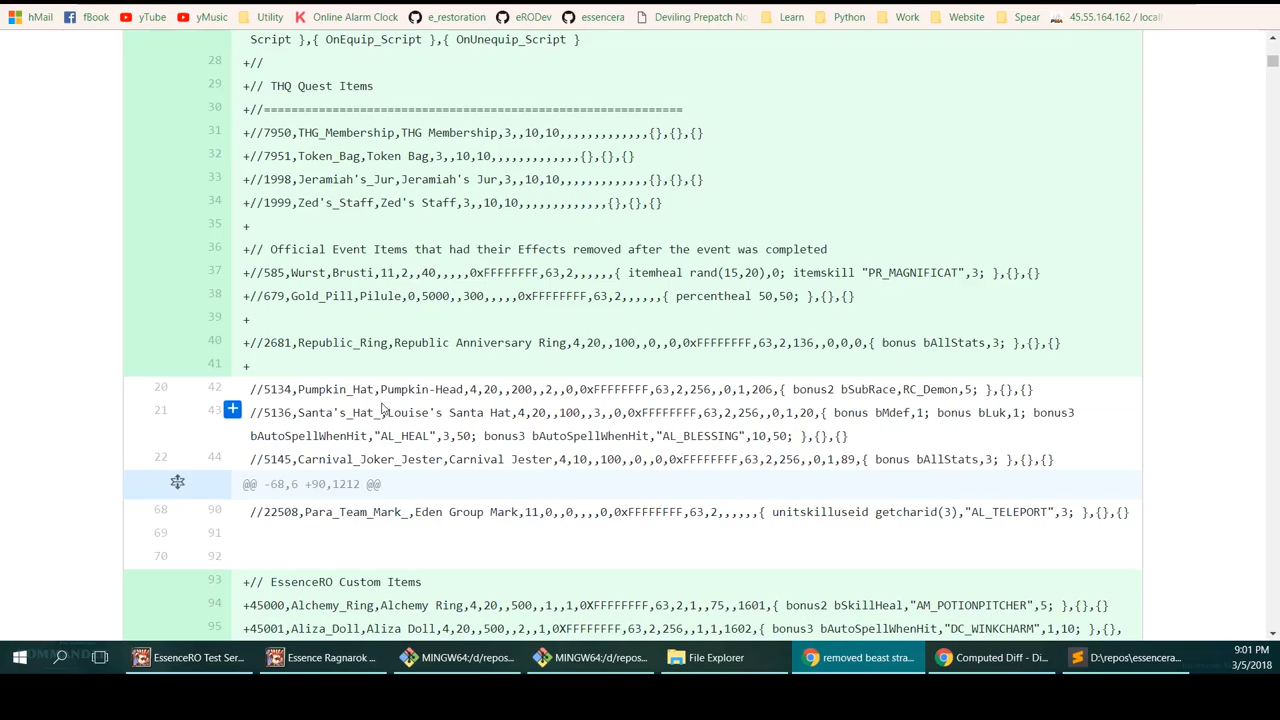 hMail fBook yTube yMusic Utility Online Alarm Clock e_restoration eRODev essencera Deviling Prepatch No Learn Python Work Website Spear 45.55.164.162 / local
Script },{ OnEquip_Script },{ OnUnequip_Script }
28 +//
29 +// THQ Quest Items
30 +//============================================================
31 +//7950,THG_Membership,THG Membership,3,,10,10,,,,,,,,,,,,,{},{},{}
32 +//7951,Token_Bag,Token Bag,3,,10,10,,,,,,,,,,,,,{},{},{}
33 +//1998,Jeramiah's_Jur,Jeramiah's Jur,3,,10,10,,,,,,,,,,,,,{},{},{}
34 +//1999,Zed's_Staff,Zed's Staff,3,,10,10,,,,,,,,,,,,,{},{},{}
35 +
36 +// Official Event Items that had their Effects removed after the event was completed
37 +//585,Wurst,Brusti,11,2,,40,,,,,0xFFFFFFFF,63,2,,,,,,{ itemheal rand(15,20),0; itemskill "PR_MAGNIFICAT",3; },{},{}
38 +//679,Gold_Pill,Pilule,0,5000,,300,,,,,0xFFFFFFFF,63,2,,,,,,{ percentheal 50,50; },{},{}
39 +
40 +//2681,Republic_Ring,Republic Anniversary Ring,4,20,,100,,0,,0,0xFFFFFFFF,63,2,136,,0,0,0,{ bonus bAllStats,3; },{},{}
41 +
20 42 //5134,Pumpkin_Hat,Pumpkin-Head,4,20,,200,,2,,0,0xFFFFFFFF,63,2,256,,0,1,206,{ bonus2 bSubRace,RC_Demon,5; },{},{}
21 43 //5136,Santa's_Hat_,Louise's Santa Hat,4,20,,100,,3,,0,0xFFFFFFFF,63,2,256,,0,1,20,{ bonus bMdef,1; bonus bLuk,1; bonus3
bAutoSpellWhenHit,"AL_HEAL",3,50; bonus3 bAutoSpellWhenHit,"AL_BLESSING",10,50; },{},{}
22 44 //5145,Carnival_Joker_Jester,Carnival Jester,4,10,,100,,0,,0,0xFFFFFFFF,63,2,256,,0,1,89,{ bonus bAllStats,3; },{},{}
@@ -68,6 +90,1212 @@
68 90 //22508,Para_Team_Mark_,Eden Group Mark,11,0,,0,,,,0,0xFFFFFFFF,63,2,,,,,,{ unitskilluseid getcharid(3),"AL_TELEPORT",3; },{},{}
69 91
70 92
93 +// EssenceRO Custom Items
94 +45000,Alchemy_Ring,Alchemy Ring,4,20,,500,,1,,1,0XFFFFFFFF,63,2,1,,75,,1601,{ bonus2 bSkillHeal,"AM_POTIONPITCHER",5; },{},{}
95 +45001,Aliza_Doll,Aliza Doll,4,20,,500,,2,,1,0XFFFFFFFF,63,2,256,,1,1,1602,{ bonus3 bAutoSpellWhenHit,"DC_WINKCHARM",1,10; },{},
EssenceRO Test Ser... Essence Ragnarok ... MINGW64:/d/repos... MINGW64:/d/repos... File Explorer removed beast stra... Computed Diff - Di... D:\repos\essencera...
9:01 PM
3/5/2018